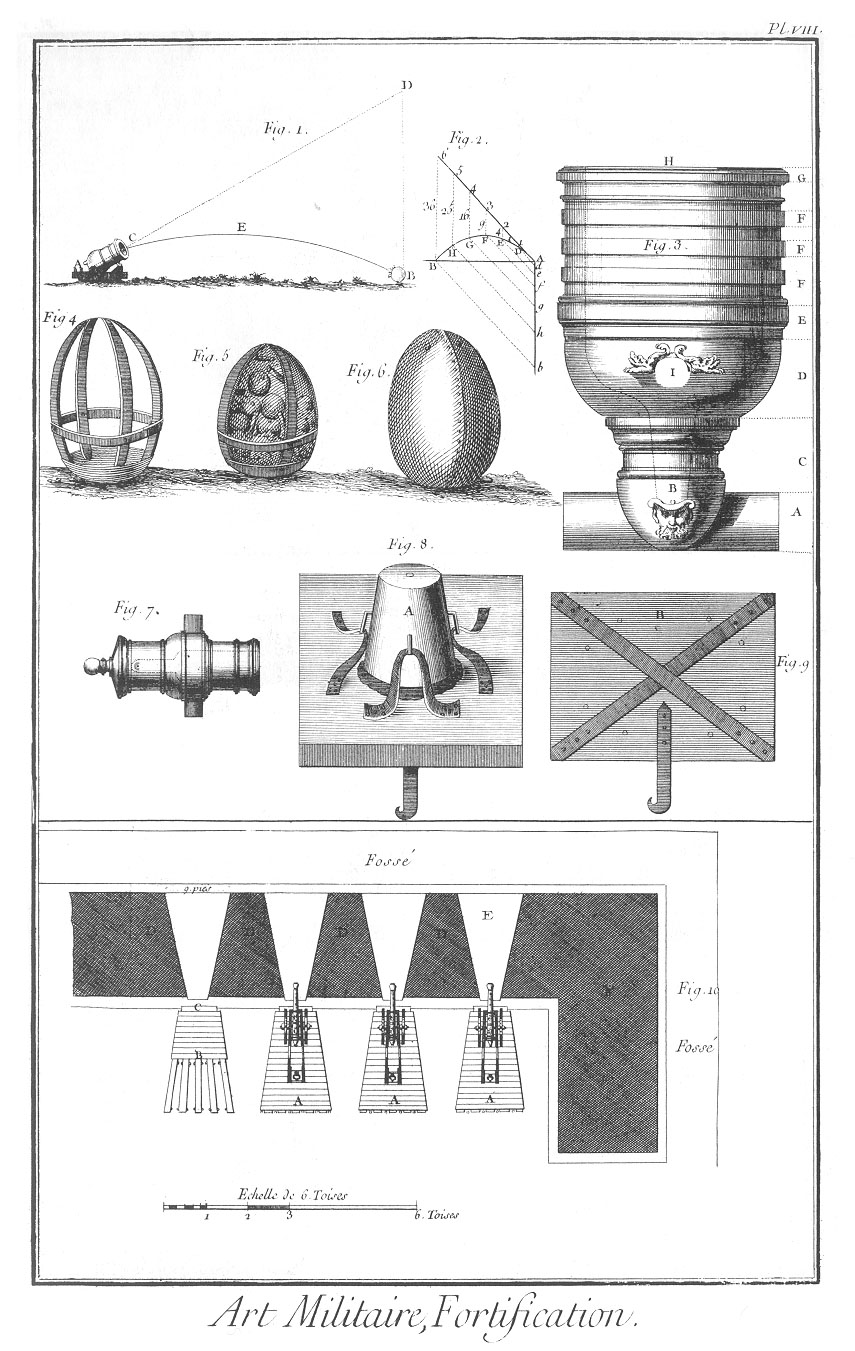 Pl. VIII.
D
Fig. 1.
C
E
B
Fig. 2.
6
5
4
3
2
1
36
25
16
9
4
1
B
H
G
F
E
D
A
d
e
f
g
h
b
H
G
F
Fig. 3.
F
F
E
I
D
C
B
A
Fig 4
Fig. 5
Fig. 6.
Fig. 7.
Fig. 8.
A
B
Fig. 9
Fossé
9. piés
D
D
D
D
E
Fig. 10
Fossé
C
B
A
A
A
Echelle de 6. Toises
1
2
3
6. Toises
Art Militaire, Fortification.